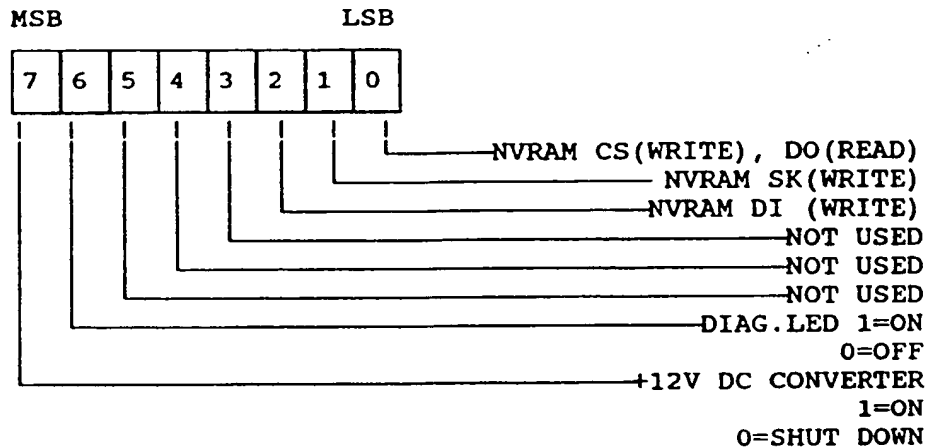 MSB LSB
7 6 5 4 3 2 1 0
NVRAM CS(WRITE), DO(READ)
NVRAM SK(WRITE)
NVRAM DI (WRITE)
NOT USED
NOT USED
NOT USED
DIAG.LED 1=ON
0=OFF
+12V DC CONVERTER
1=ON
0=SHUT DOWN